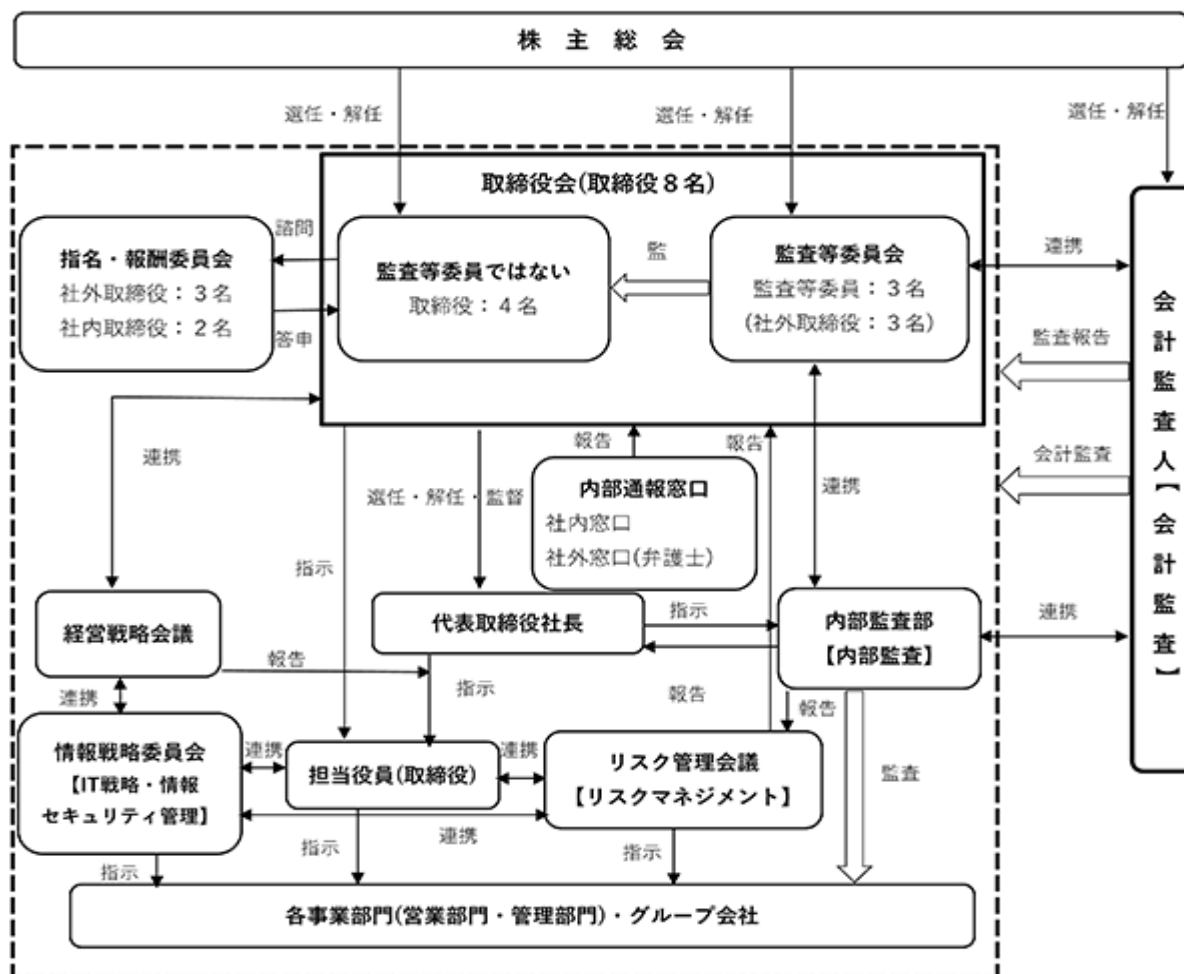 株 主 総 会
選任・解任
選任・解任
選任・解任
取締役会(取締役８名)
指名・報酬委員会
社外取締役：３名
社内取締役：２名
諮問
答申
監査等委員ではない
取締役：４名
監
監査等委員会
監査等委員：３名
(社外取締役：３名)
連携
監査報告
会計監査
会計監査人【会計監査】
連携
選任・解任・監督
報告
報告
内部通報窓口
社内窓口
社外窓口(弁護士)
連携
指示
経営戦略会議
代表取締役社長
指示
内部監査部
【内部監査】
連携
報告
連携
指示
報告
報告
情報戦略委員会
【IT戦略・情報
セキュリティ管理】
連携
担当役員(取締役)
連携
リスク管理会議
【リスクマネジメント】
監査
連携
指示
指示
指示
各事業部門(営業部門・管理部門)・グループ会社